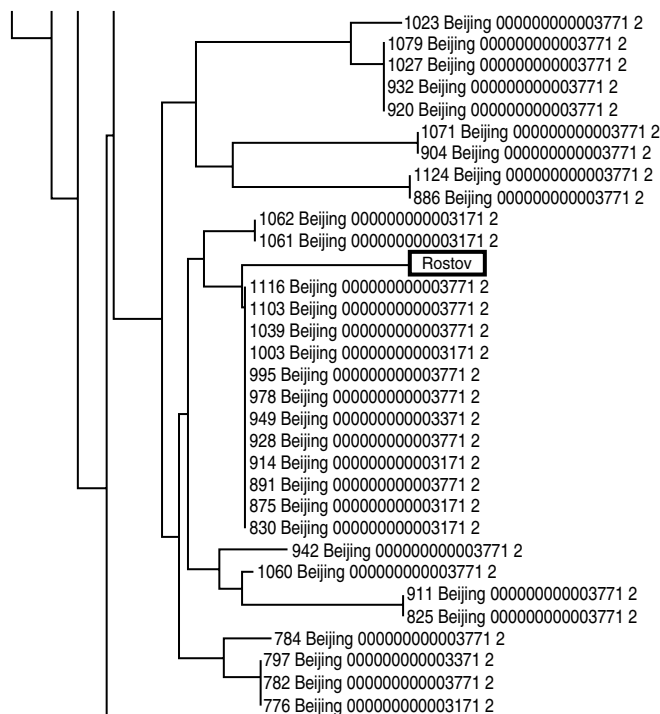 1023 Beijing 000000000003771 2
1079 Beijing 000000000003771 2
1027 Beijing 000000000003771 2
932 Beijing 000000000003771 2
920 Beijing 000000000003771 2
1071 Beijing 000000000003771 2
904 Beijing 000000000003771 2
1124 Beijing 000000000003771 2
886 Beijing 000000000003771 2
1062 Beijing 000000000003171 2
1061 Beijing 000000000003171 2
Rostov
1116 Beijing 000000000003771 2
1103 Beijing 000000000003771 2
1039 Beijing 000000000003771 2
1003 Beijing 000000000003171 2
995 Beijing 000000000003771 2
978 Beijing 000000000003771 2
949 Beijing 000000000003371 2
928 Beijing 000000000003771 2
914 Beijing 000000000003171 2
891 Beijing 000000000003771 2
875 Beijing 000000000003171 2
830 Beijing 000000000003171 2
942 Beijing 000000000003771 2
1060 Beijing 000000000003771 2
911 Beijing 000000000003771 2
825 Beijing 000000000003771 2
784 Beijing 000000000003771 2
797 Beijing 000000000003371 2
782 Beijing 000000000003771 2
776 Beijing 000000000003171 2